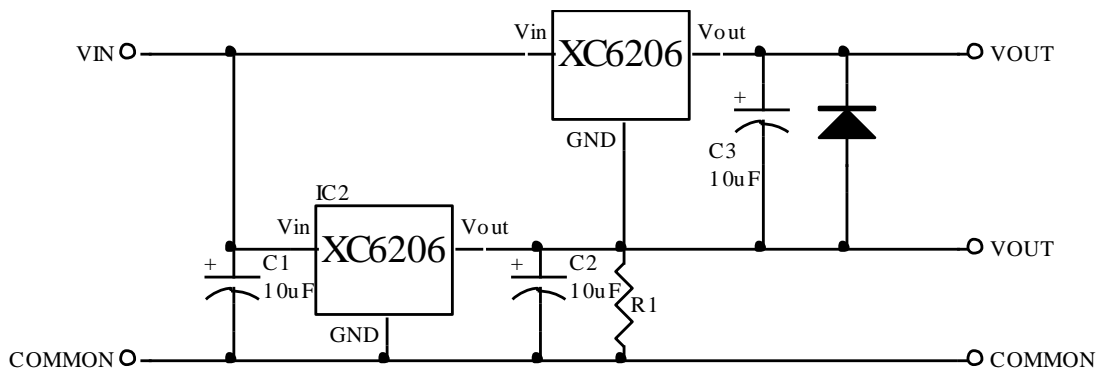 VIN
Vin
XC6206
Vout
VOUT
GND
+
C3
10uF
IC2
Vin
XC6206
Vout
VOUT
+
C1
10uF
GND
+
C2
10uF
R1
COMMON
COMMON